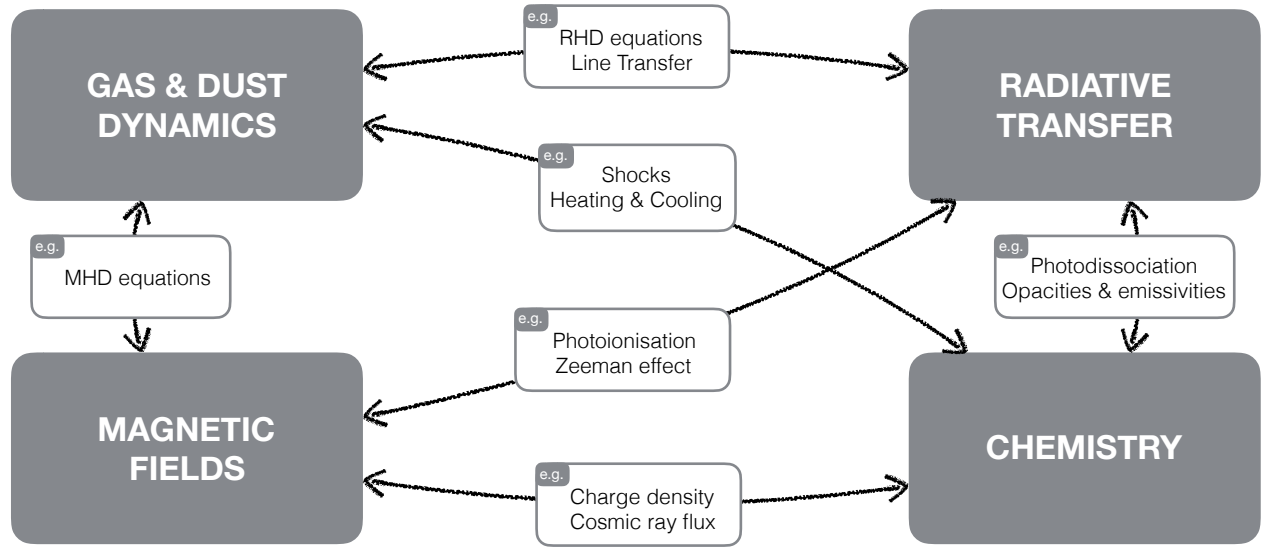 GAS & DUST
DYNAMICS
e.g.
RHD equations
Line Transfer
RADIATIVE
TRANSFER
e.g.
Shocks
Heating & Cooling
e.g.
MHD equations
e.g.
Photodissociation
Opacities & emissivities
e.g.
Photoionisation
Zeeman effect
MAGNETIC
FIELDS
e.g.
Charge density
Cosmic ray flux
CHEMISTRY